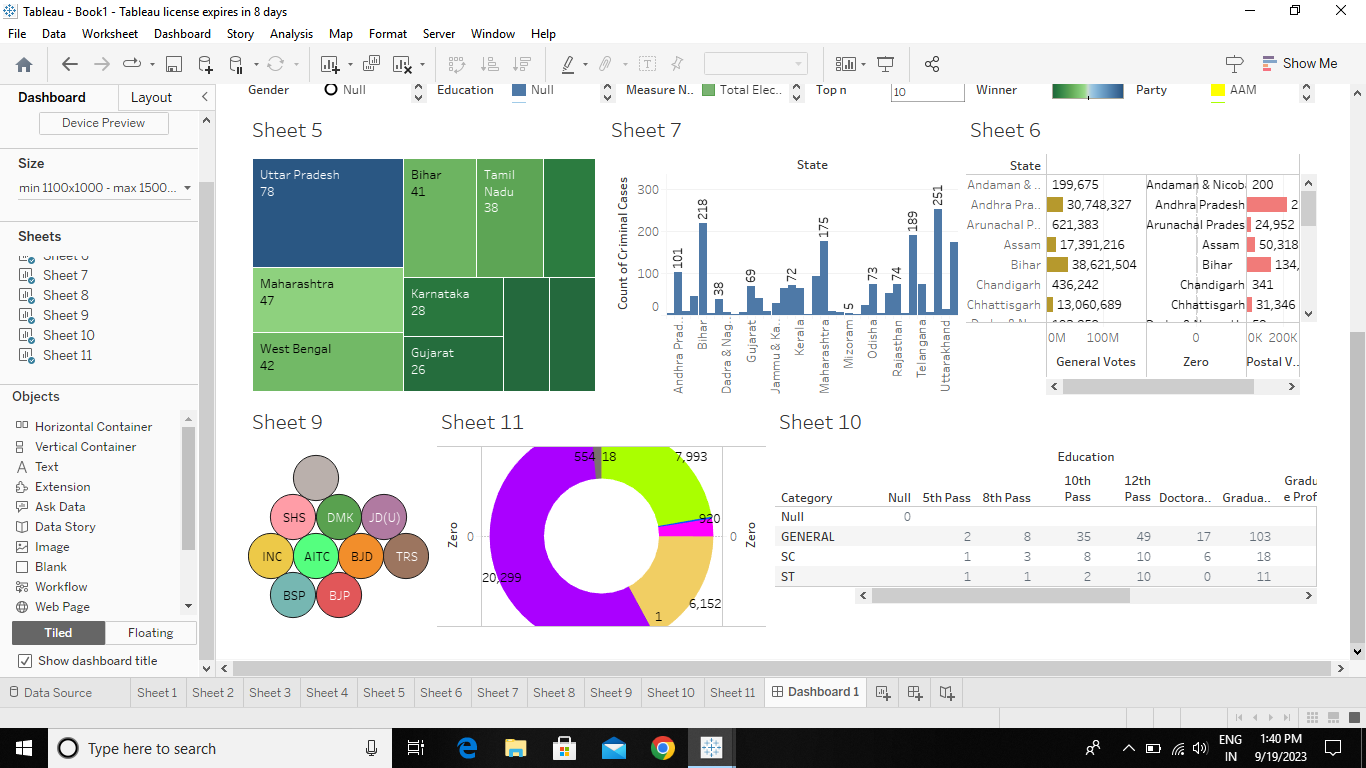 Tableau - Book1 - Tableau license expires in 8 days
File Data Worksheet Dashboard Story Analysis Map Format Server Window Help
Show Me
Dashboard Layout
Device Preview
Size
min 1100x1000 - max 1500...
Sheets
Sheet 6
Sheet 7
Sheet 8
Sheet 9
Sheet 10
Sheet 11
Objects
Horizontal Container
Vertical Container
Text
Extension
Ask Data
Data Story
Image
Blank
Workflow
Web Page
Tiled Floating
Show dashboard title
Gender Null Education Null Measure N.. Total Elec... Top n 10 Winner Party AAM
Sheet 5
Uttar Pradesh
78
Maharashtra
47
West Bengal
42
Bihar
41
Tamil
Nadu
38
Karnataka
28
Gujarat
26
Sheet 7
State
Count of Criminal Cases
300
200
100
0
101 218 38 69 72 175 5 73 74 189 251
Andhra Prad..
Bihar
Dadra & Nag..
Gujarat
Jammu & Ka..
Kerala
Maharashtra
Mizoram
Odisha
Rajasthan
Telangana
Uttarakhand
Sheet 6
State
Andaman & .. 199,675 Andaman & Nicob 200
Andhra Pra.. 30,748,327 Andhra Pradesh 2
Arunachal P.. 621,383 Arunachal Prades 24,952
Assam 17,391,216 Assam 50,318
Bihar 38,621,504 Bihar 134,
Chandigarh 436,242 Chandigarh 341
Chhattisgarh 13,060,689 Chhattisgarh 31,346
0M 100M 0 0K 200K
General Votes Zero Postal V..
Sheet 9
SHS DMK JD(U)
INC AITC BJD TRS
BSP BJP
Sheet 11
554 18 7,993
920
Zero 0 0 Zero
20,299
6,152
1
Sheet 10
Education
Category Null 5th Pass 8th Pass 10th Pass 12th Pass Doctora.. Gradua.. Gradu e Prof
Null 0
GENERAL 2 8 35 49 17 103
SC 1 3 8 10 6 18
ST 1 1 2 10 0 11
Data Source Sheet 1 Sheet 2 Sheet 3 Sheet 4 Sheet 5 Sheet 6 Sheet 7 Sheet 8 Sheet 9 Sheet 10 Sheet 11 Dashboard 1
Type here to search
ENG
IN
1:40 PM
9/19/2023